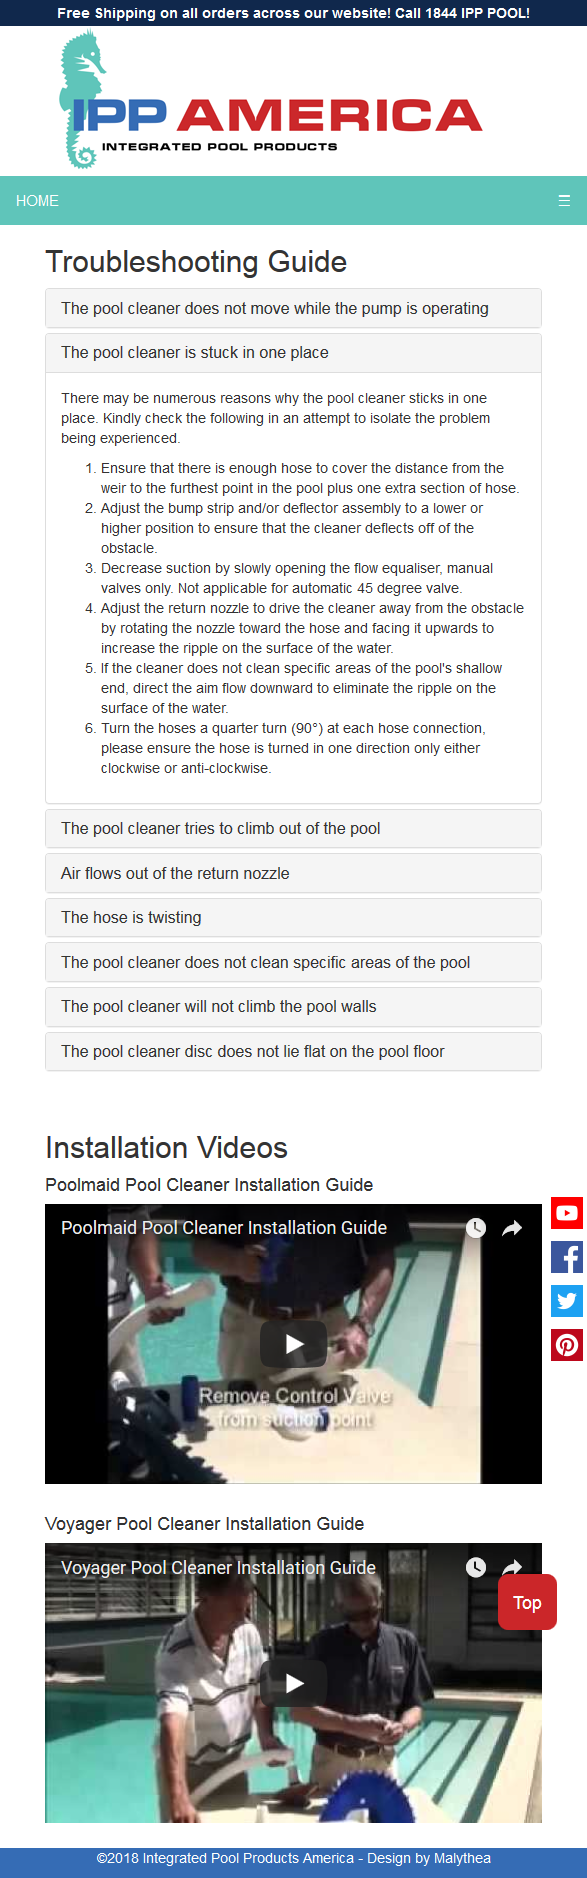 Free Shipping on all orders across our website! Call 1844 IPP POOL!
IPP AMERICA
INTEGRATED POOL PRODUCTS
HOME ☰
Troubleshooting Guide
The pool cleaner does not move while the pump is operating
The pool cleaner is stuck in one place
There may be numerous reasons why the pool cleaner sticks in one
place. Kindly check the following in an attempt to isolate the problem
being experienced.
1. Ensure that there is enough hose to cover the distance from the
weir to the furthest point in the pool plus one extra section of hose.
2. Adjust the bump strip and/or deflector assembly to a lower or
higher position to ensure that the cleaner deflects off of the
obstacle.
3. Decrease suction by slowly opening the flow equaliser, manual
valves only. Not applicable for automatic 45 degree valve.
4. Adjust the return nozzle to drive the cleaner away from the obstacle
by rotating the nozzle toward the hose and facing it upwards to
increase the ripple on the surface of the water.
5. If the cleaner does not clean specific areas of the pool's shallow
end, direct the aim flow downward to eliminate the ripple on the
surface of the water.
6. Turn the hoses a quarter turn (90°) at each hose connection,
please ensure the hose is turned in one direction only either
clockwise or anti-clockwise.
The pool cleaner tries to climb out of the pool
Air flows out of the return nozzle
The hose is twisting
The pool cleaner does not clean specific areas of the pool
The pool cleaner will not climb the pool walls
The pool cleaner disc does not lie flat on the pool floor
Installation Videos
Poolmaid Pool Cleaner Installation Guide
Poolmaid Pool Cleaner Installation Guide
Remove Control Valve
from suction point
Voyager Pool Cleaner Installation Guide
Voyager Pool Cleaner Installation Guide
Top
©2018 Integrated Pool Products America - Design by Malythea